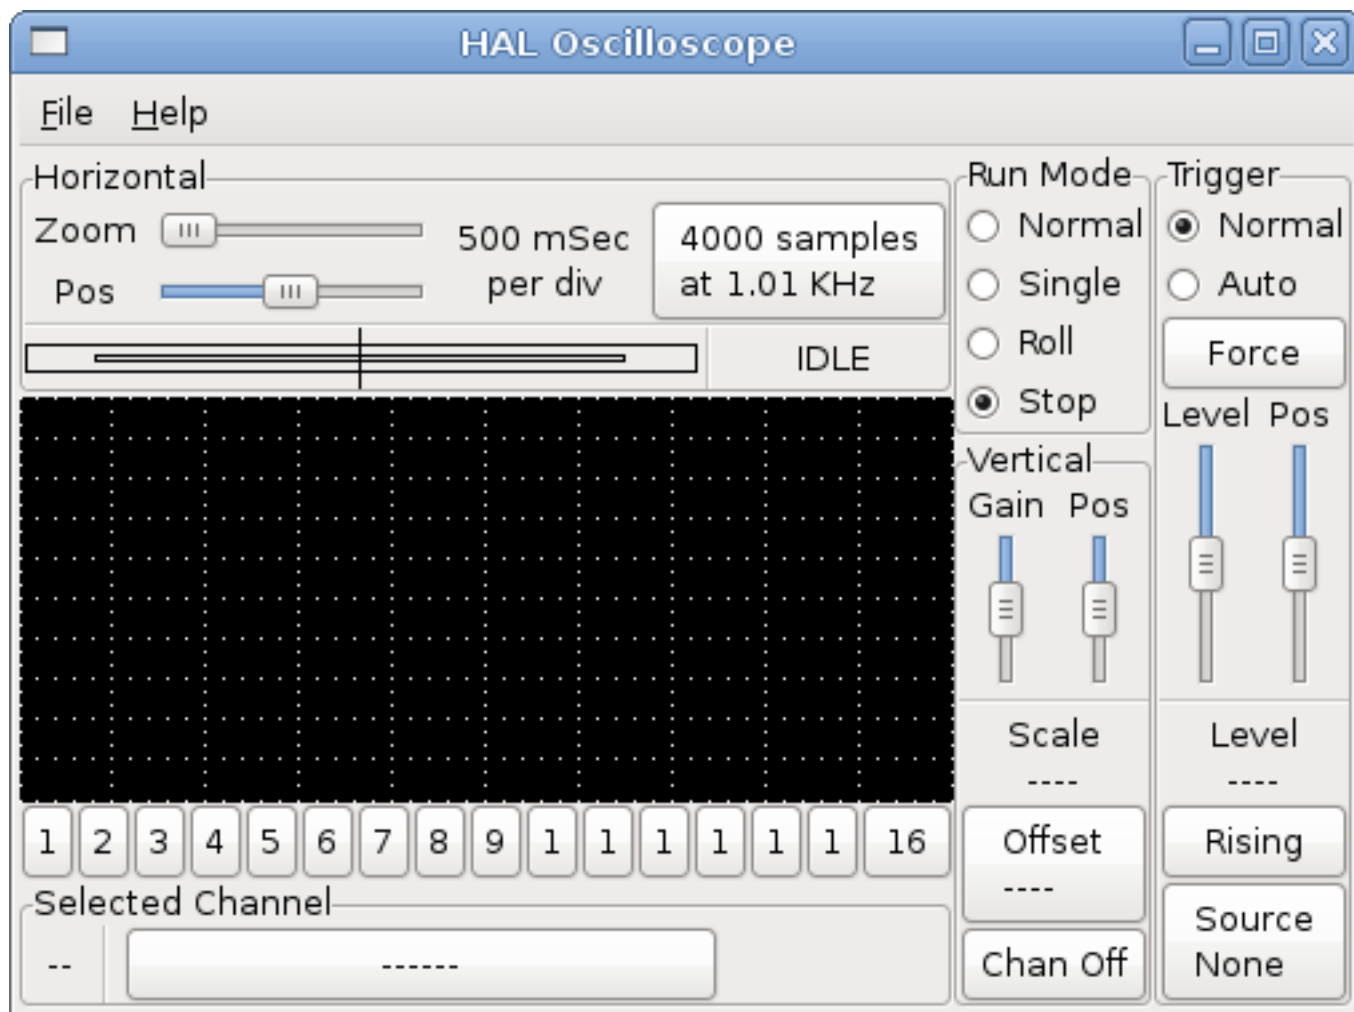 HAL Oscilloscope
File Help
Horizontal
Zoom
Pos
500 mSec
per div
4000 samples
at 1.01 KHz
IDLE
Run Mode
Normal
Single
Roll
Stop
Trigger
Normal
Auto
Force
Level Pos
Vertical
Gain Pos
Scale
----
Level
----
1 2 3 4 5 6 7 8 9 1 1 1 1 1 1 16
Offset
----
Rising
Selected Channel
--
------
Chan Off
Source
None